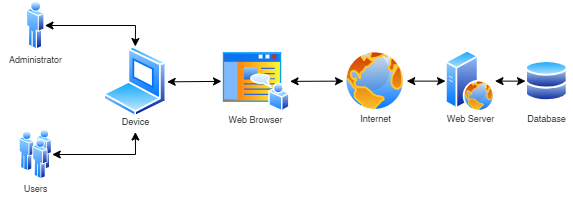 Administrator
Device
Web Browser
Internet
Web Server
Database
Users